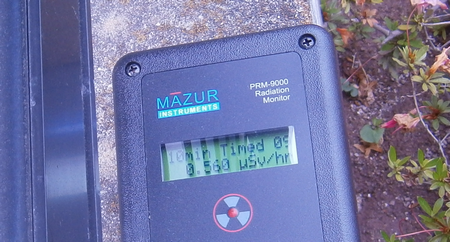 MAZUR
INSTRUMENTS
PRM-9000
Radiation
Monitor
10min Timed 09
0.560 µSv/hr